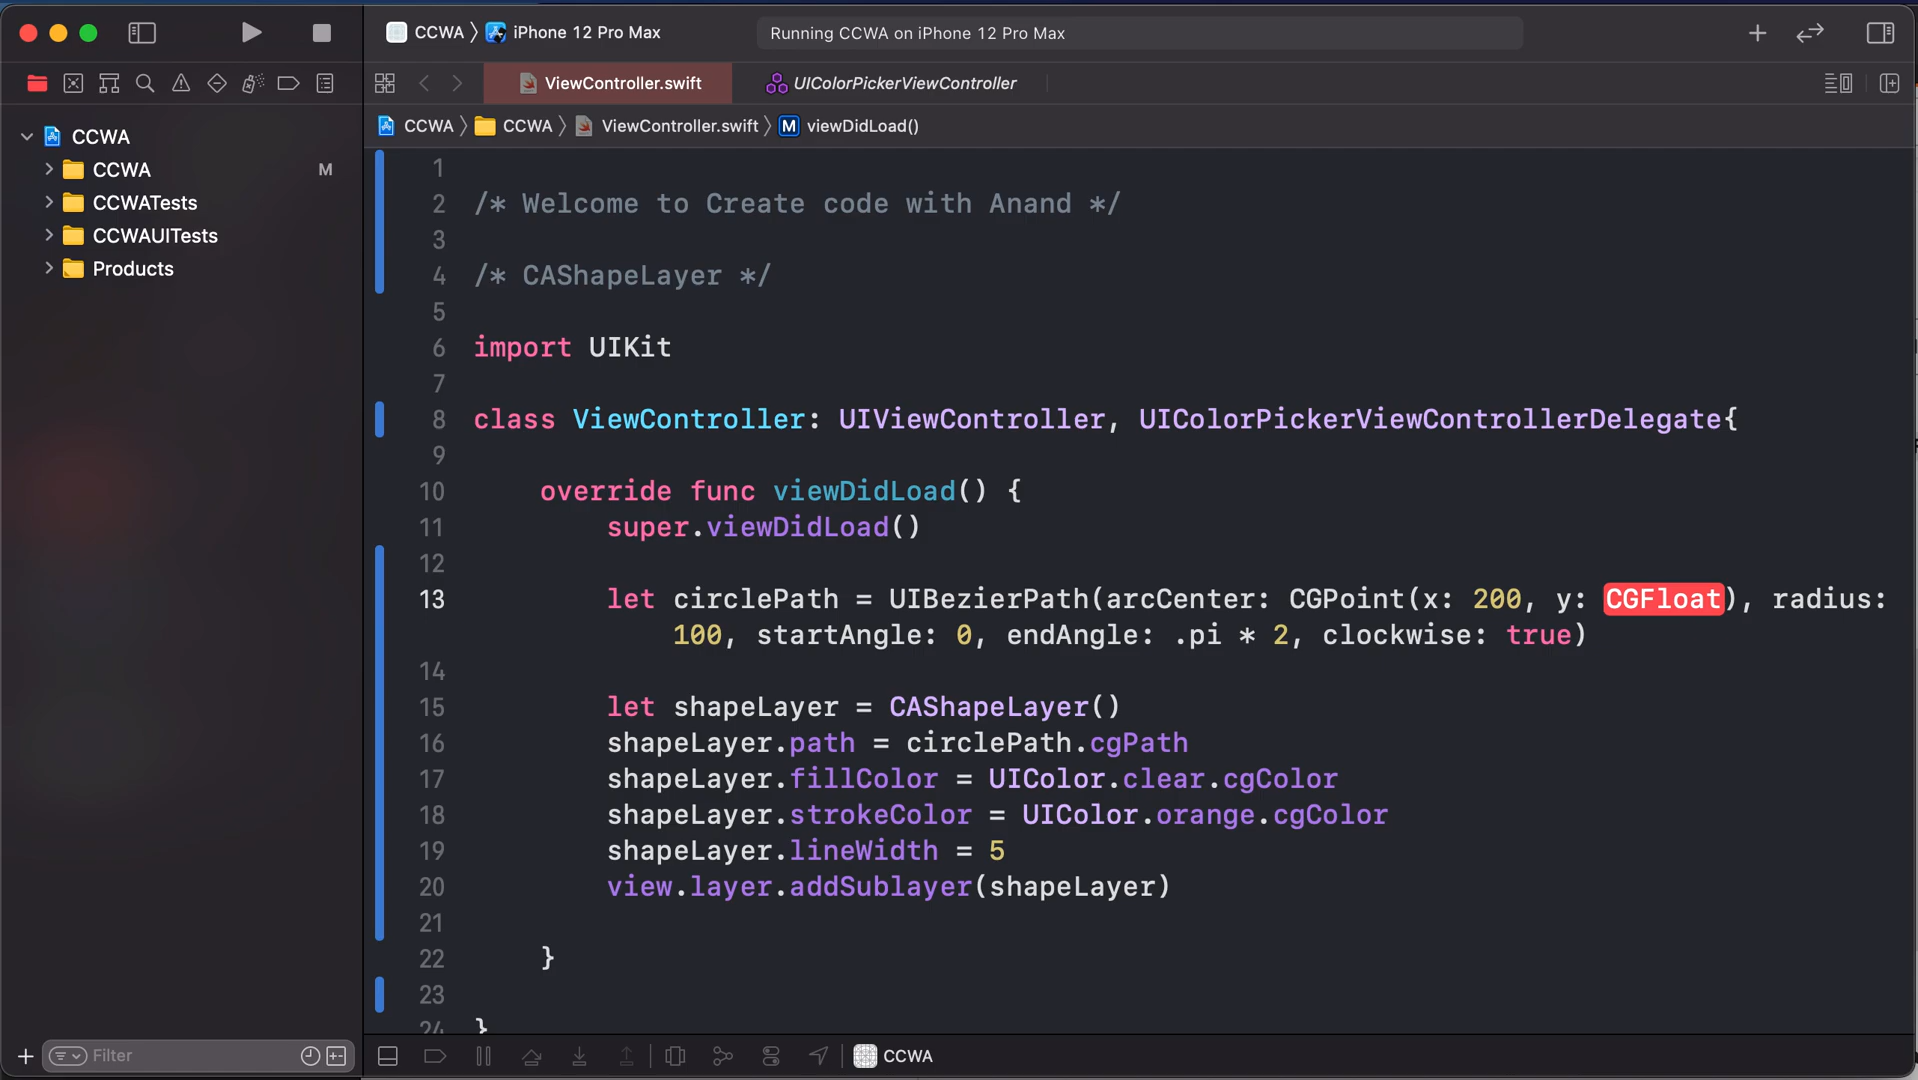 CCWA 〉 iPhone 12 Pro Max
Running CCWA on iPhone 12 Pro Max
ViewController.swift
UIColorPickerViewController
CCWA 〉 CCWA 〉 ViewController.swift 〉 M viewDidLoad()
CCWA
CCWA M
CCWATests
CCWAUITests
Products
1
2 /* Welcome to Create code with Anand */
3
4 /* CAShapeLayer */
5
6 import UIKit
7
8 class ViewController: UIViewController, UIColorPickerViewControllerDelegate{
9
10 override func viewDidLoad() {
11 super.viewDidLoad()
12
13 let circlePath = UIBezierPath(arcCenter: CGPoint(x: 200, y: CGFloat), radius:
100, startAngle: 0, endAngle: .pi * 2, clockwise: true)
14
15 let shapeLayer = CAShapeLayer()
16 shapeLayer.path = circlePath.cgPath
17 shapeLayer.fillColor = UIColor.clear.cgColor
18 shapeLayer.strokeColor = UIColor.orange.cgColor
19 shapeLayer.lineWidth = 5
20 view.layer.addSublayer(shapeLayer)
21
22 }
23
24 }
Filter
CCWA